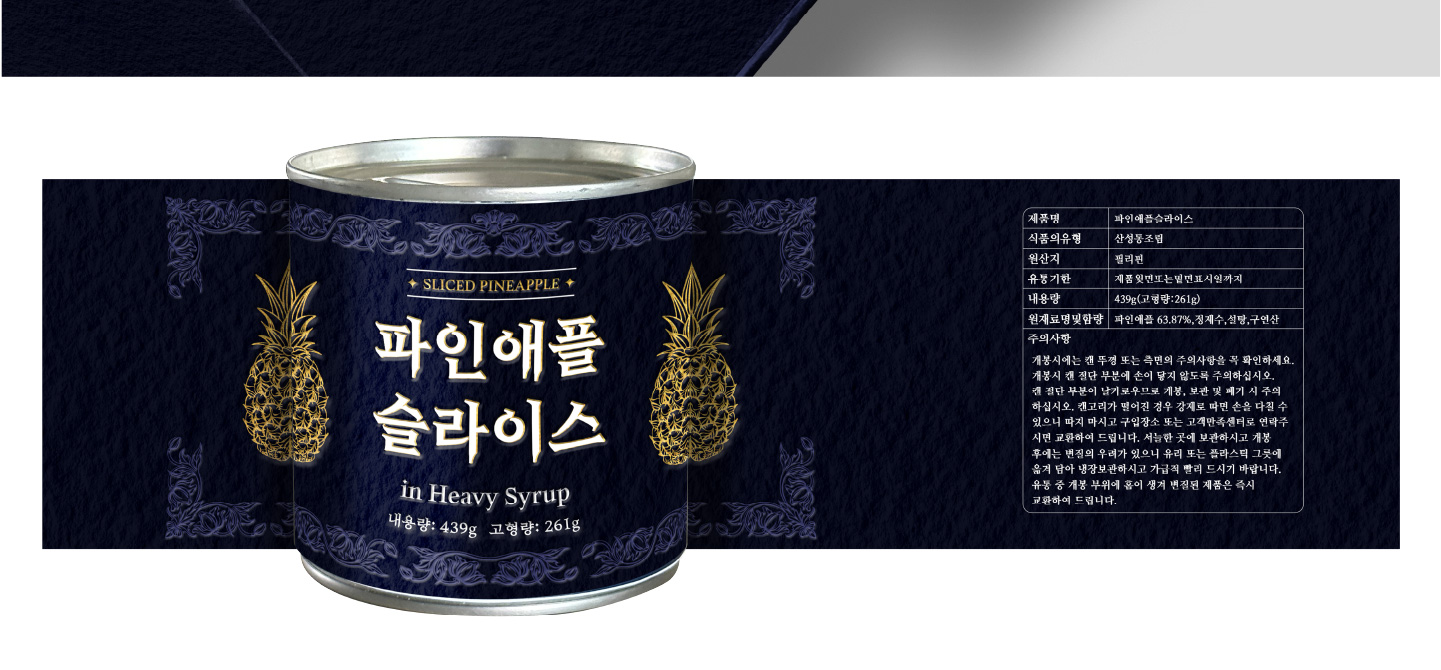 SLICED PINEAPPLE
파인애플
슬라이스
in Heavy Syrup
내용량: 439g 고형량: 261g
제품명 파인애플슬라이스
식품의유형 산성통조림
원산지 필리핀
유통기한 제품윗면또는밑면표시일까지
내용량 439g(고형량:261g)
원재료명및함량 파인애플 63.87%,정제수,설탕,구연산
주의사항
개봉시에는 캔 뚜껑 또는 측면의 주의사항을 꼭 확인하세요.
개봉시 캔 절단 부분에 손이 닿지 않도록 주의하십시오.
캔 절단 부분이 날카로우므로 개봉, 보관 및 폐기 시 주의
하십시오. 캔고리가 떨어진 경우 강제로 따면 손을 다칠 수
있으니 따지 마시고 구입장소 또는 고객만족센터로 연락주
시면 교환하여 드립니다. 서늘한 곳에 보관하시고 개봉
후에는 변질의 우려가 있으니 유리 또는 플라스틱 그릇에
옮겨 담아 냉장보관하시고 가급적 빨리 드시기 바랍니다.
유통 중 개봉 부위에 흠이 생겨 변질된 제품은 즉시
교환하여 드립니다.